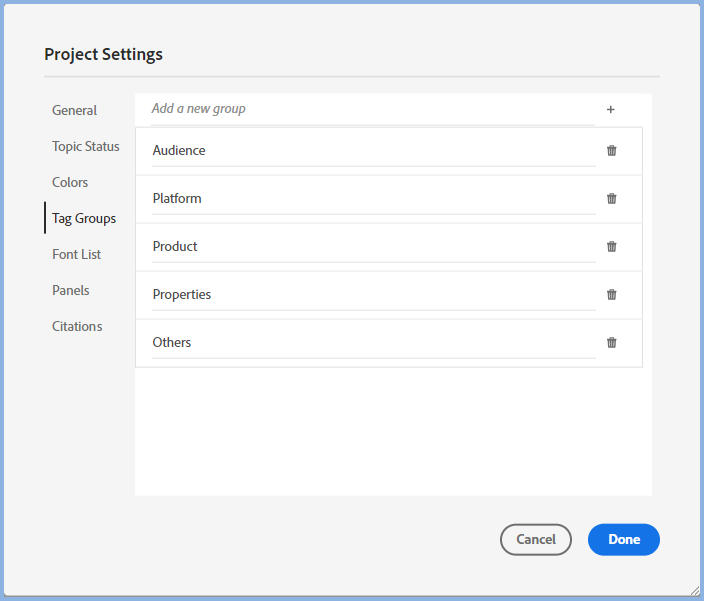 Project Settings
General
Topic Status
Colors
Tag Groups
Font List
Panels
Citations
Add a new group +
Audience
Platform
Product
Properties
Others
Cancel
Done